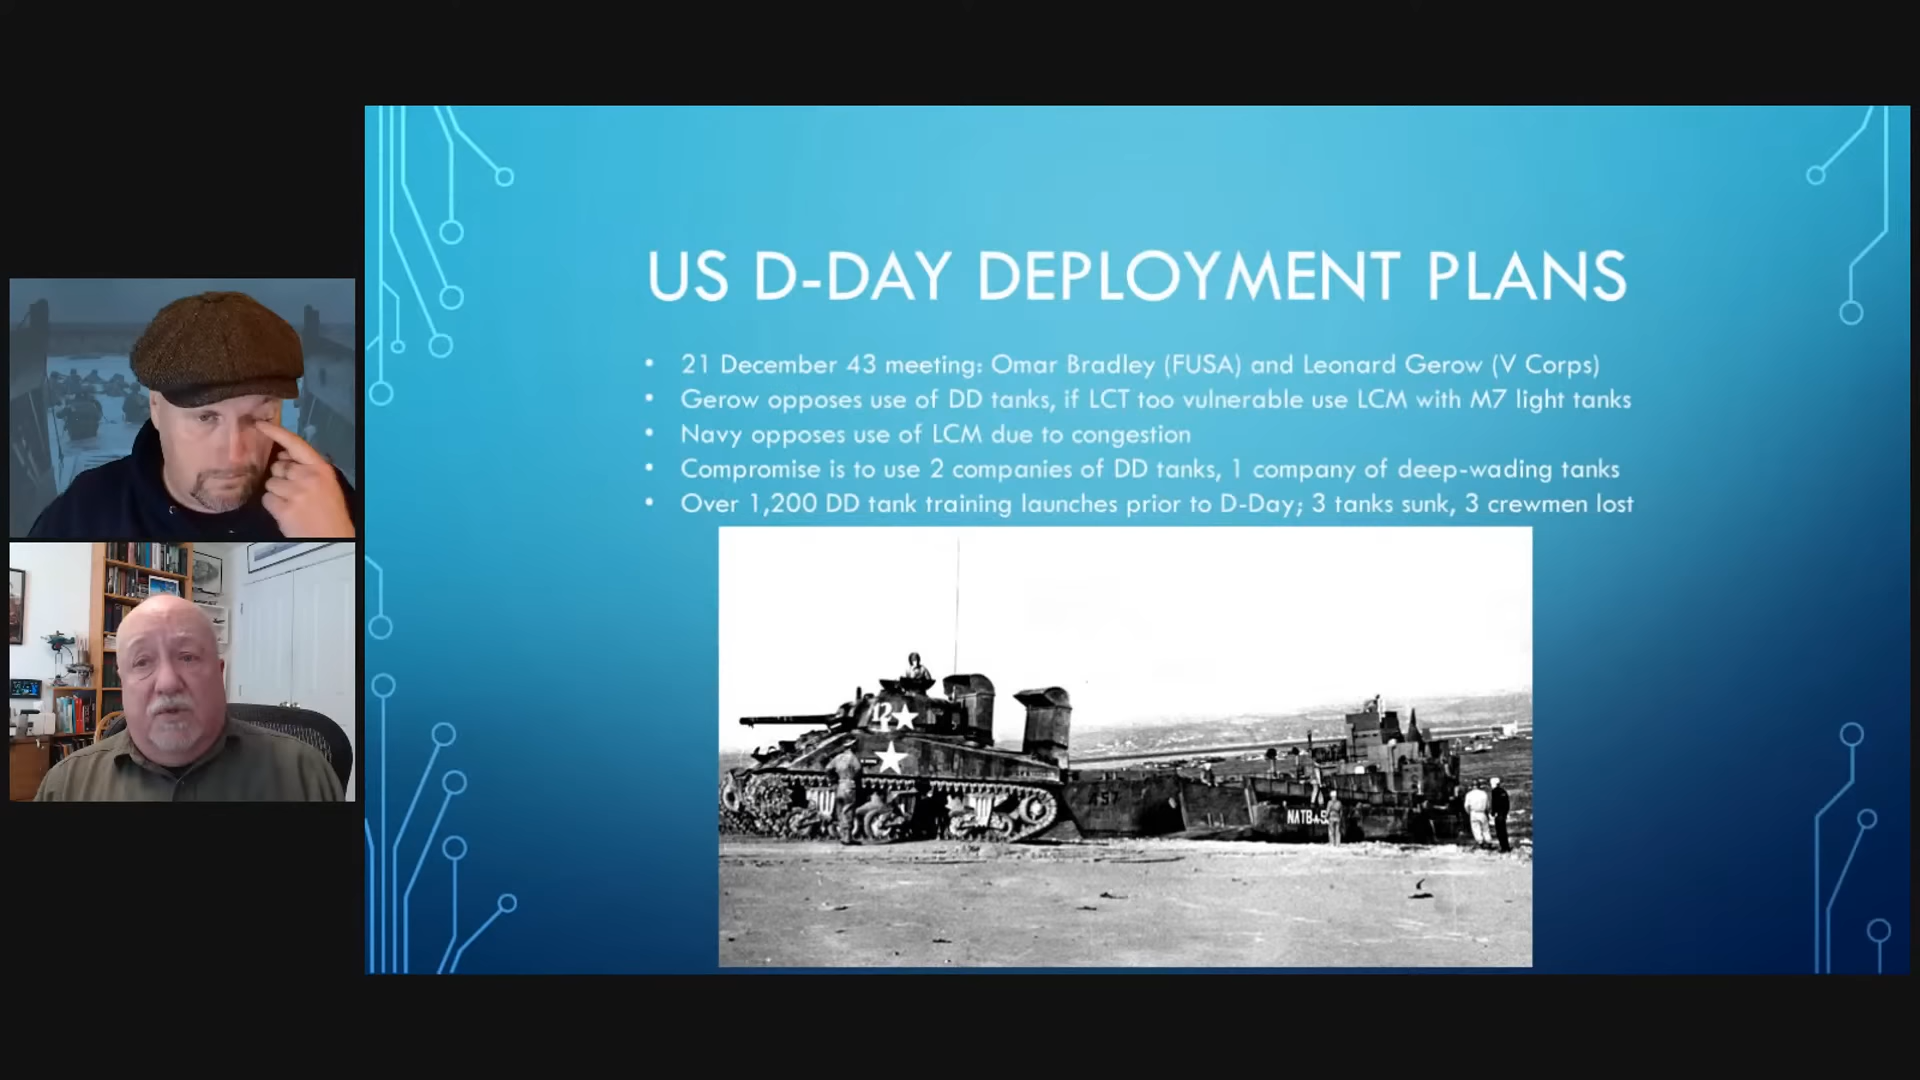 US D-DAY DEPLOYMENT PLANS
• 21 December 43 meeting: Omar Bradley (FUSA) and Leonard Gerow (V Corps)
• Gerow opposes use of DD tanks, if LCT too vulnerable use LCM with M7 light tanks
• Navy opposes use of LCM due to congestion
• Compromise is to use 2 companies of DD tanks, 1 company of deep-wading tanks
• Over 1,200 DD tank training launches prior to D-Day; 3 tanks sunk, 3 crewmen lost
12